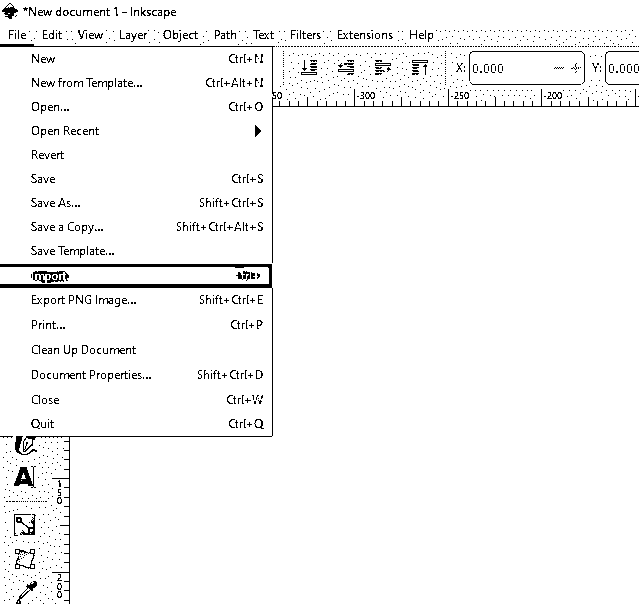 *New document 1 - Inkscape
File Edit View Layer Object Path Text Filters Extensions Help
New Ctrl+N
New from Template... Ctrl+Alt+N
Open... Ctrl+O
Open Recent
Revert
Save Ctrl+S
Save As... Shift+Ctrl+S
Save a Copy... Shift+Ctrl+Alt+S
Save Template...
Import
Export PNG Image... Shift+Ctrl+E
Print... Ctrl+P
Clean Up Document
Document Properties... Shift+Ctrl+D
Close Ctrl+W
Quit Ctrl+Q
X: 0.000 Y: 0.000
50 -300 -250 -200
A
150
200